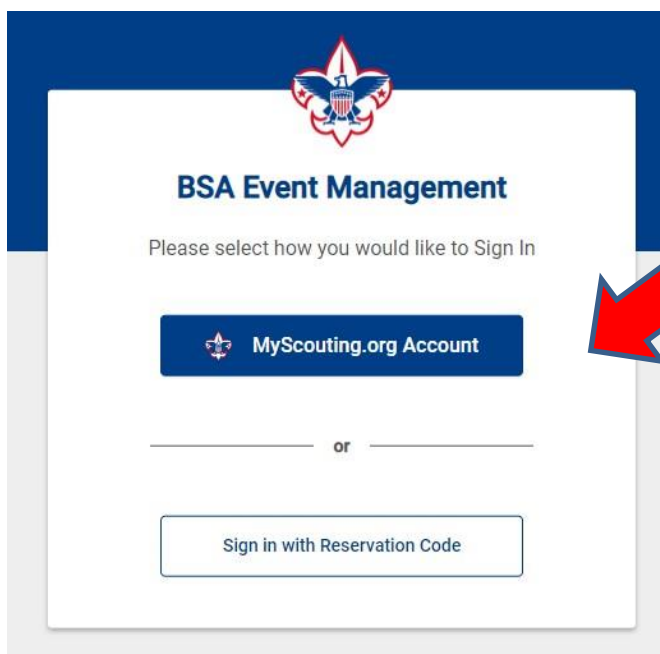 BSA Event Management
Please select how you would like to Sign In
MyScouting.org Account
or
Sign in with Reservation Code